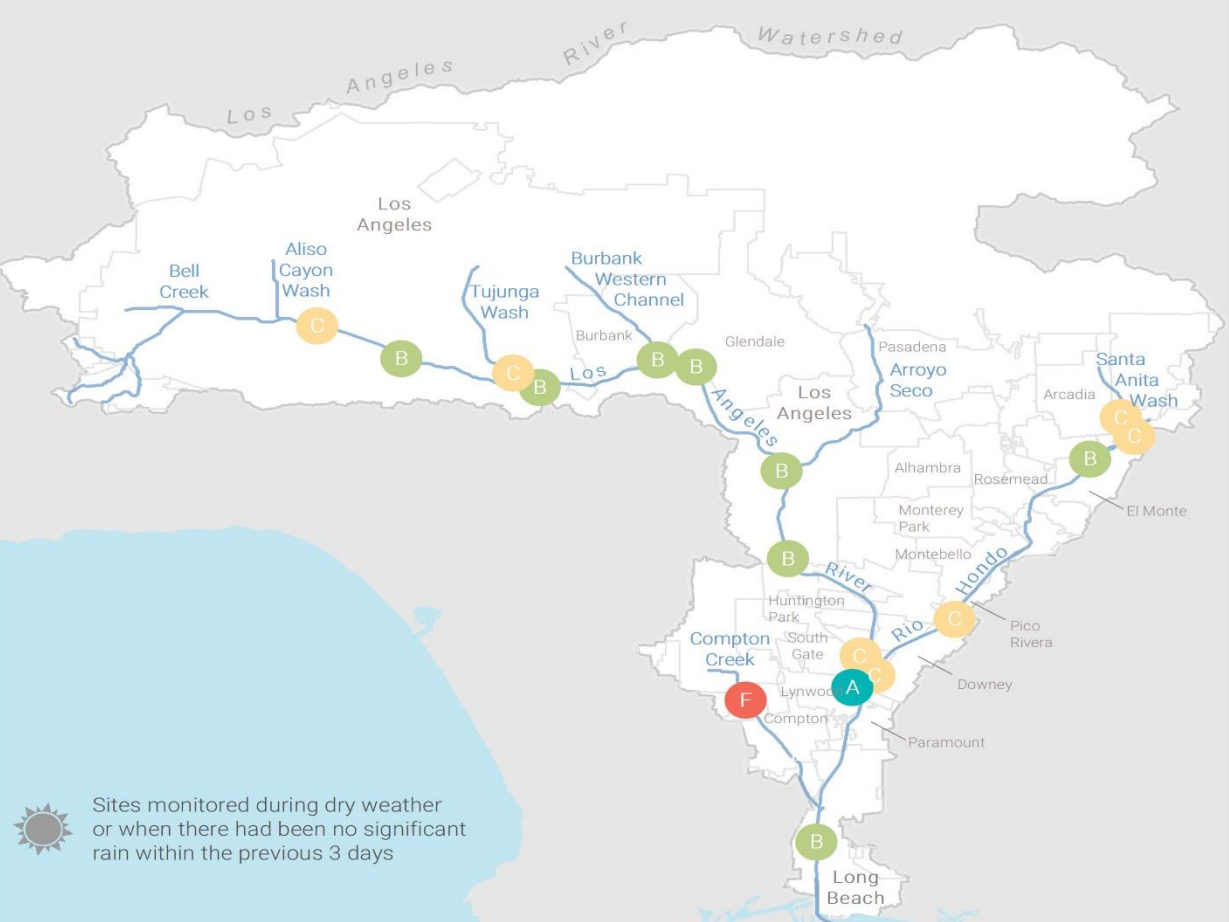 Los Angeles River Watershed
Los
Angeles
Bell
Creek
Aliso
Cayon
Wash
Tujunga
Wash
Burbank
Western
Channel
Burbank
Glendale
Pasadena
Arroyo
Seco
Los
Angeles
Santa
Anita
Wash
Arcadia
C
B
C
B
Los Angeles River
B
B
B
B
Alhambra
Rosemead
C
C
B
El Monte
Monterey
Park
Montebello
Rio Hondo
Huntington
Park
South
Gate
Pico
Rivera
C
Compton
Creek
C
C
A
Lynwoo
Downey
F
Compton
Paramount
B
Long
Beach
Sites monitored during dry weather
or when there had been no significant
rain within the previous 3 days